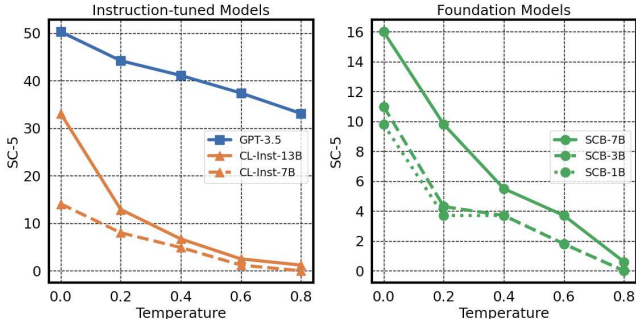 Instruction-tuned Models
50
40
30
20
10
0
SC-5
GPT-3.5
CL-Inst-13B
CL-Inst-7B
0.0 0.2 0.4 0.6 0.8
Temperature
Foundation Models
16
14
12
10
8
6
4
2
0
SC-5
SCB-7B
SCB-3B
SCB-1B
0.0 0.2 0.4 0.6 0.8
Temperature